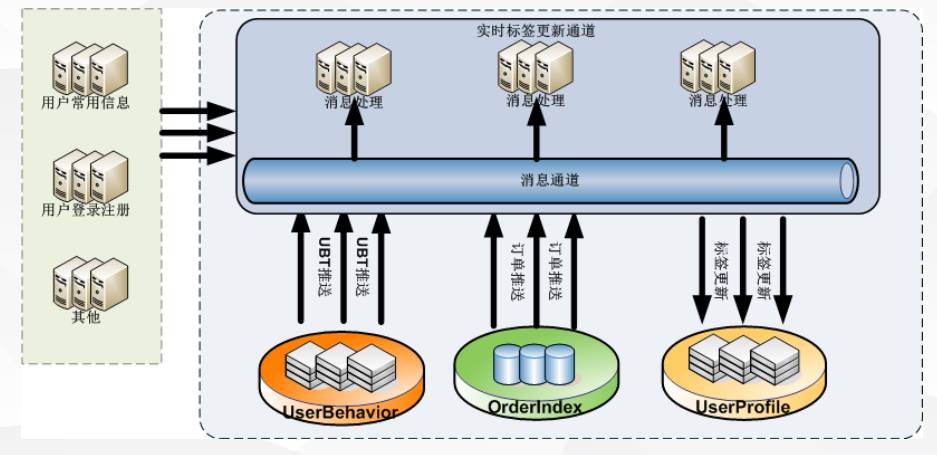 实时标签更新通道
用户常用信息
消息处理
消息处理
消息处理
用户登录注册
消息通道
其他
UBT推送
UBT推送
订单推送
订单推送
标签更新
标签更新
UserBehavior
OrderIndex
UserProfile